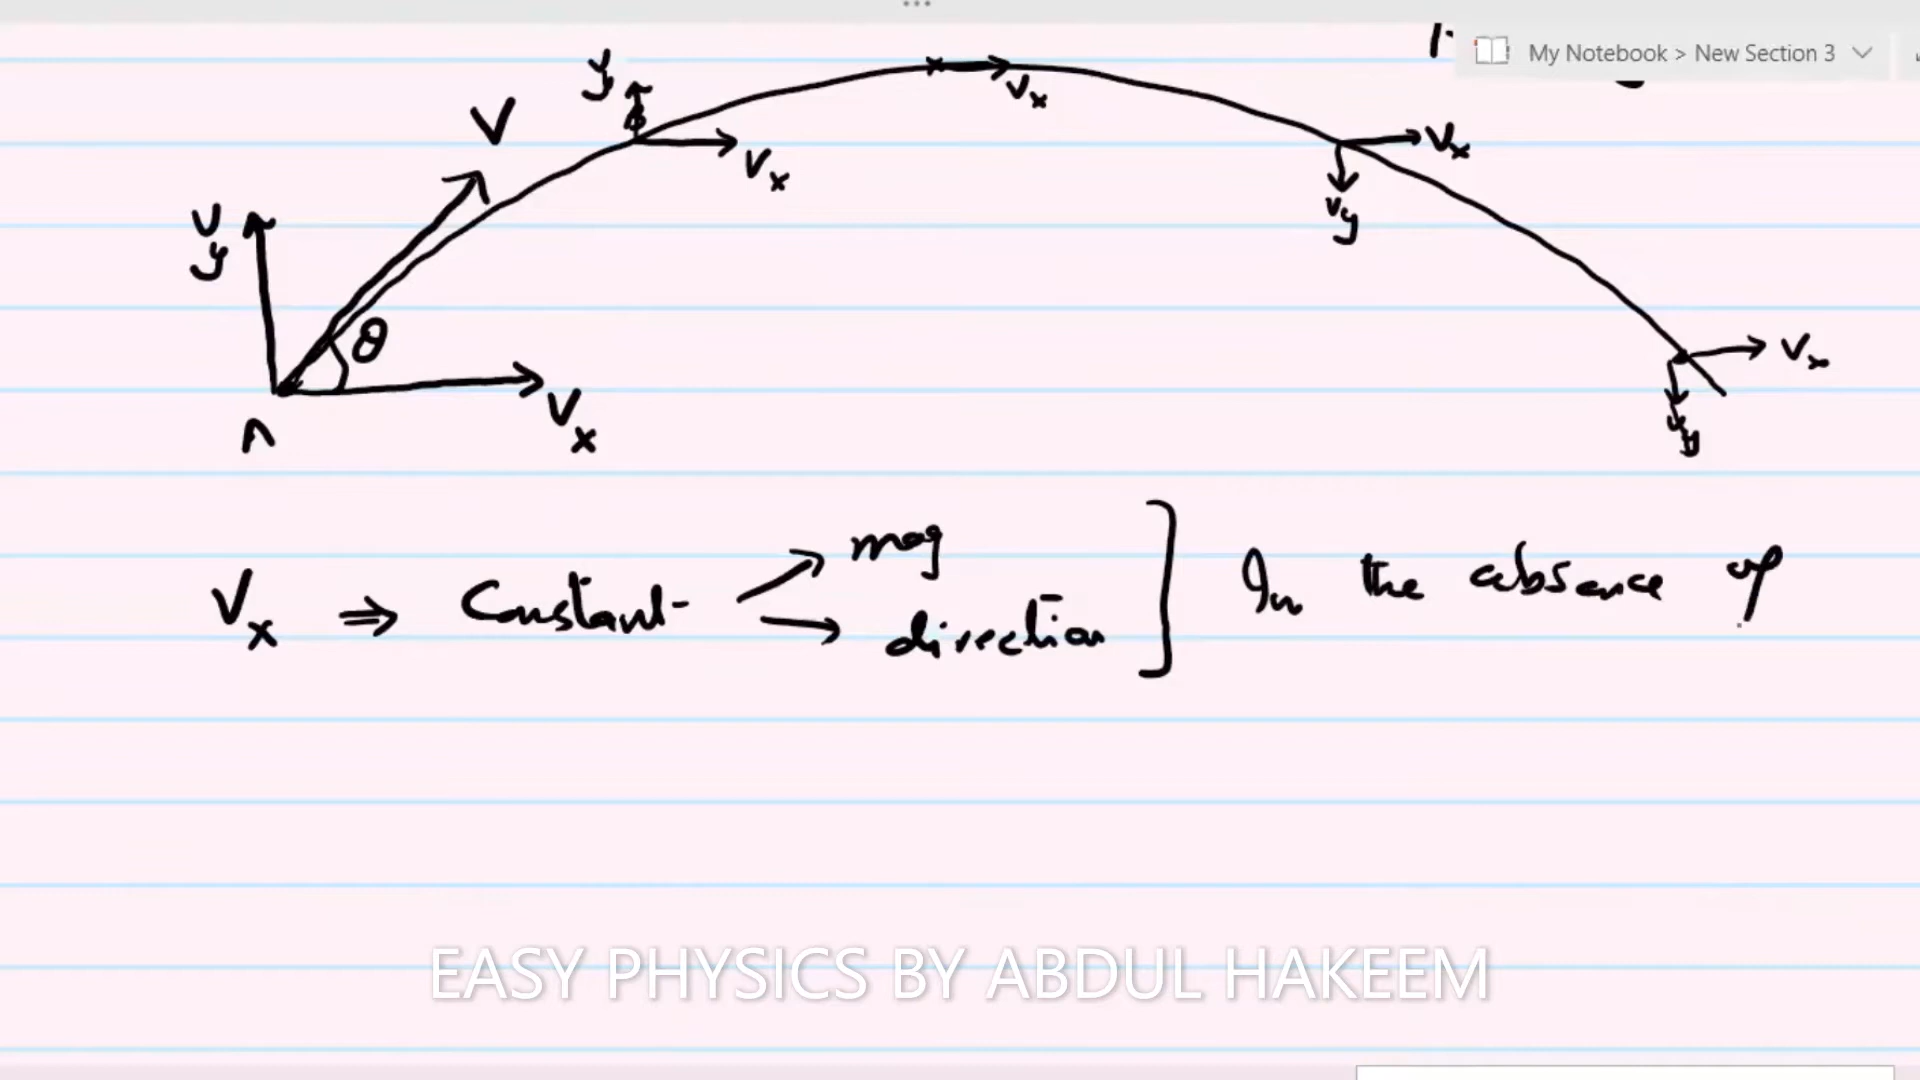 My Notebook > New Section 3
y
Vx
V
Vx
Vx
Vy
Vy
θ
Vx
A
Vx
Vy
Vx ⇒ Constant → mag
→ direction ] In the absence of
EASY PHYSICS BY ABDUL HAKEEM